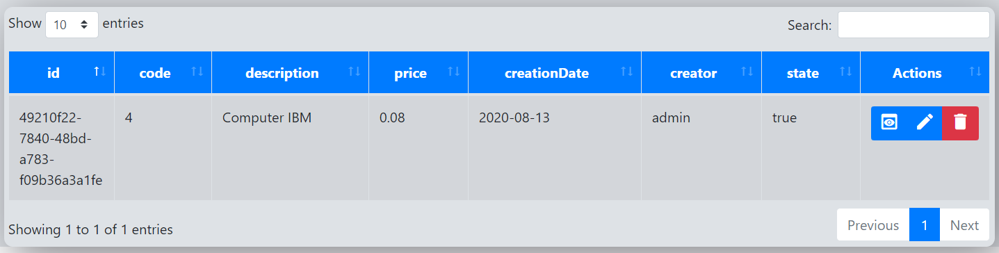 Show 10 entries Search:
id code description price creationDate creator state Actions
49210f22- 4 Computer IBM 0.08 2020-08-13 admin true
7840-48bd-
a783-
f09b36a3a1fe
Showing 1 to 1 of 1 entries Previous 1 Next